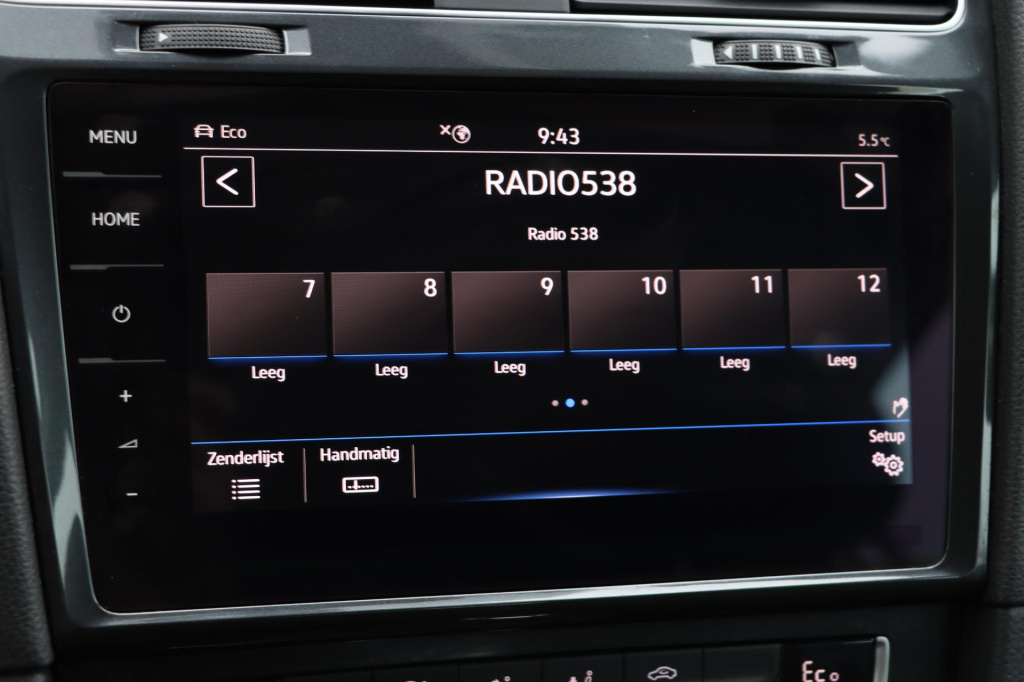 MENU
HOME
+
-
Eco
9:43
5.5°C
<
RADIO538
>
Radio 538
7 8 9 10 11 12
Leeg Leeg Leeg Leeg Leeg Leeg
Zenderlijst
Handmatig
Setup
Eco